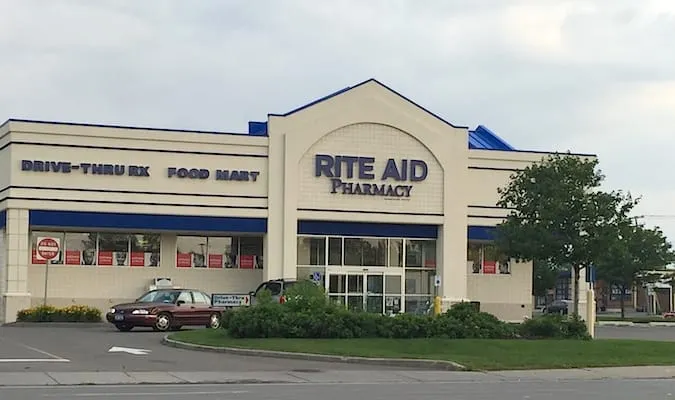 DRIVE-THRU RX FOOD MART
RITE AID
PHARMACY
DO NOT
ENTER
Drive-Thru
Pharmacy